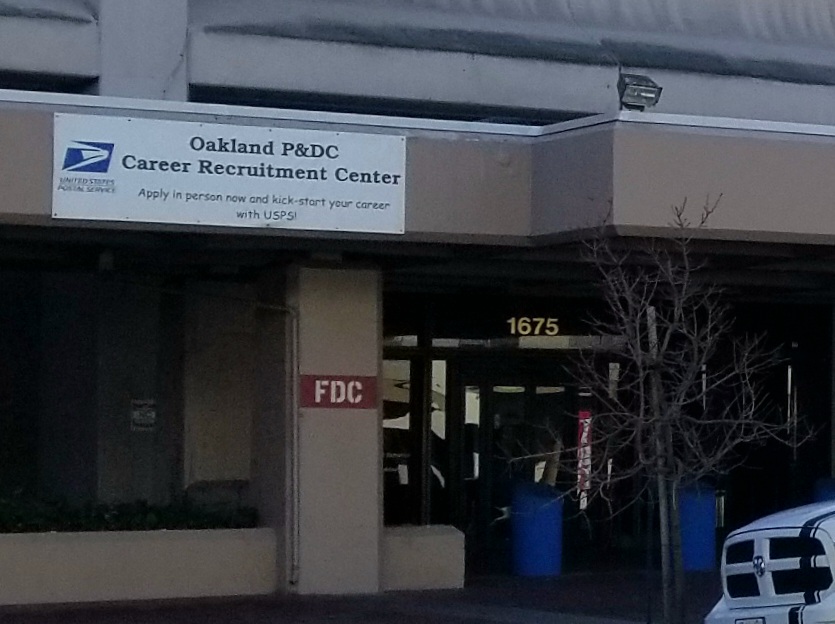 Oakland P&DC
Career Recruitment Center
UNITED STATES
POSTAL SERVICE
Apply in person now and kick-start your career
with USPS!
1675
FDC